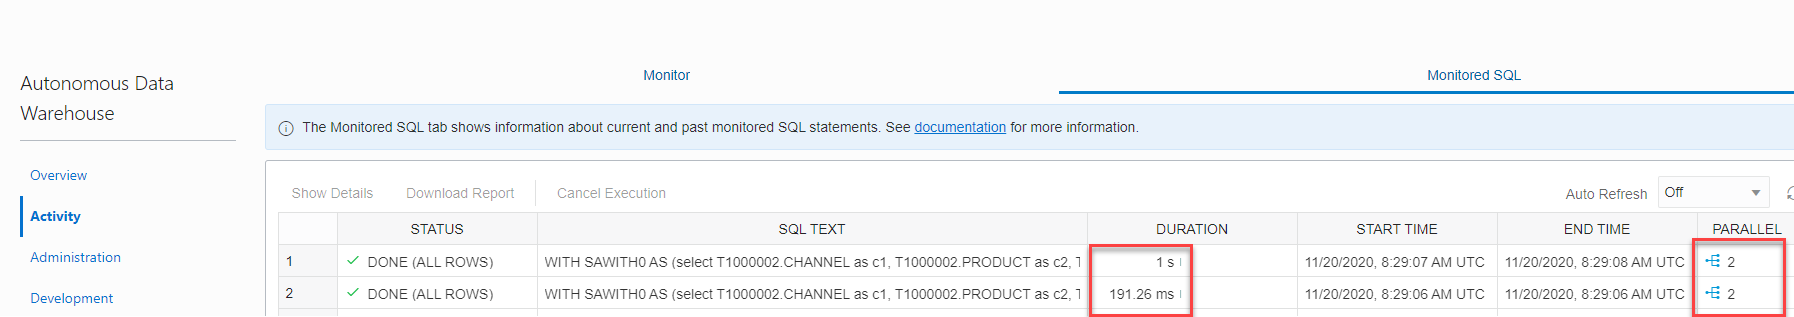 Monitor
Monitored SQL
Autonomous Data
Warehouse
The Monitored SQL tab shows information about current and past monitored SQL statements. See documentation for more information.
Overview
Activity
Administration
Development
Show Details Download Report Cancel Execution
Auto Refresh Off
STATUS SQL TEXT DURATION START TIME END TIME PARALLEL
1 DONE (ALL ROWS) WITH SAWITH0 AS (select T1000002.CHANNEL as c1, T1000002.PRODUCT as c2, T 1 s 11/20/2020, 8:29:07 AM UTC 11/20/2020, 8:29:08 AM UTC 2
2 DONE (ALL ROWS) WITH SAWITH0 AS (select T1000002.CHANNEL as c1, T1000002.PRODUCT as c2, T 191.26 ms 11/20/2020, 8:29:06 AM UTC 11/20/2020, 8:29:06 AM UTC 2